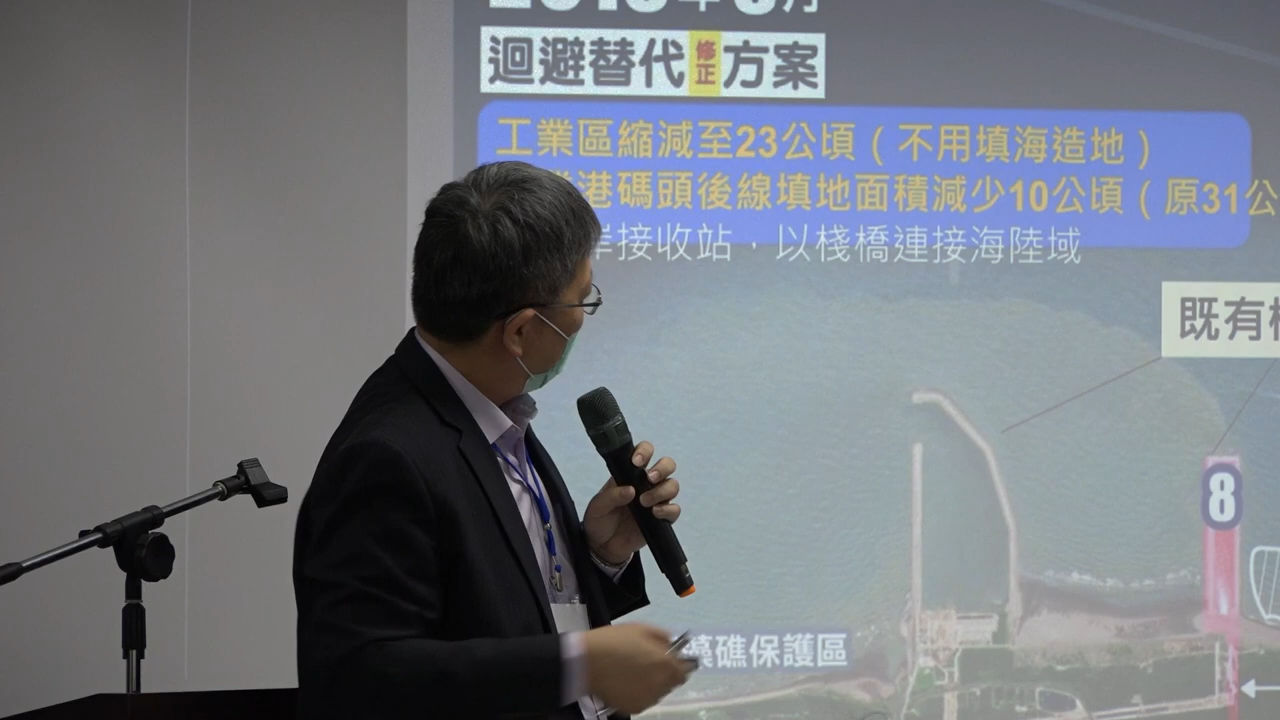 年 月
迴避替代修正方案
工業區縮減至23公頃（不用填海造地）
港碼頭後線填地面積減少10公頃（原31公
岸接收站，以棧橋連接海陸域
既有
8
藻礁保護區